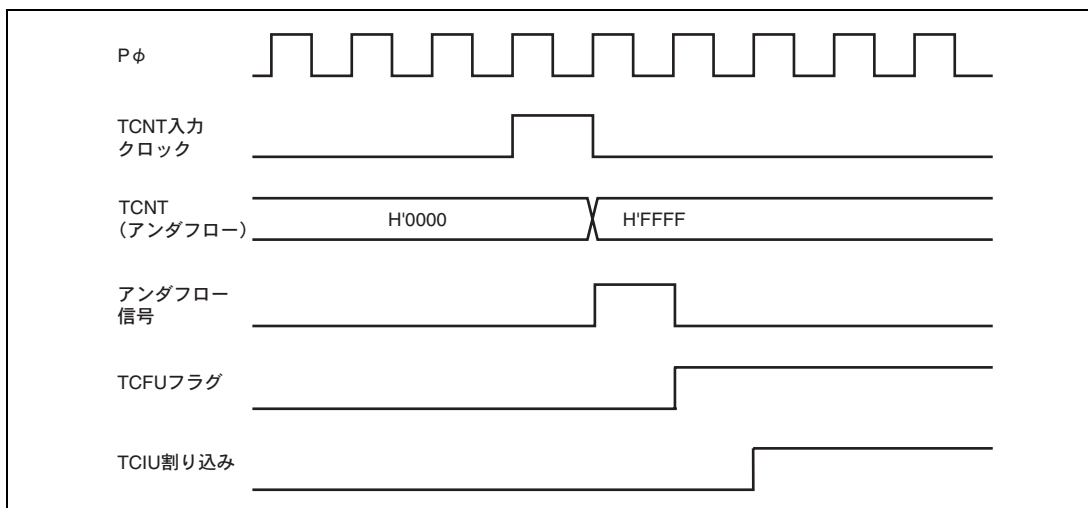 Pφ
TCNT入力
クロック
TCNT
(アンダフロー)
H'0000
H'FFFF
アンダフロー
信号
TCFUフラグ
TCIU割り込み